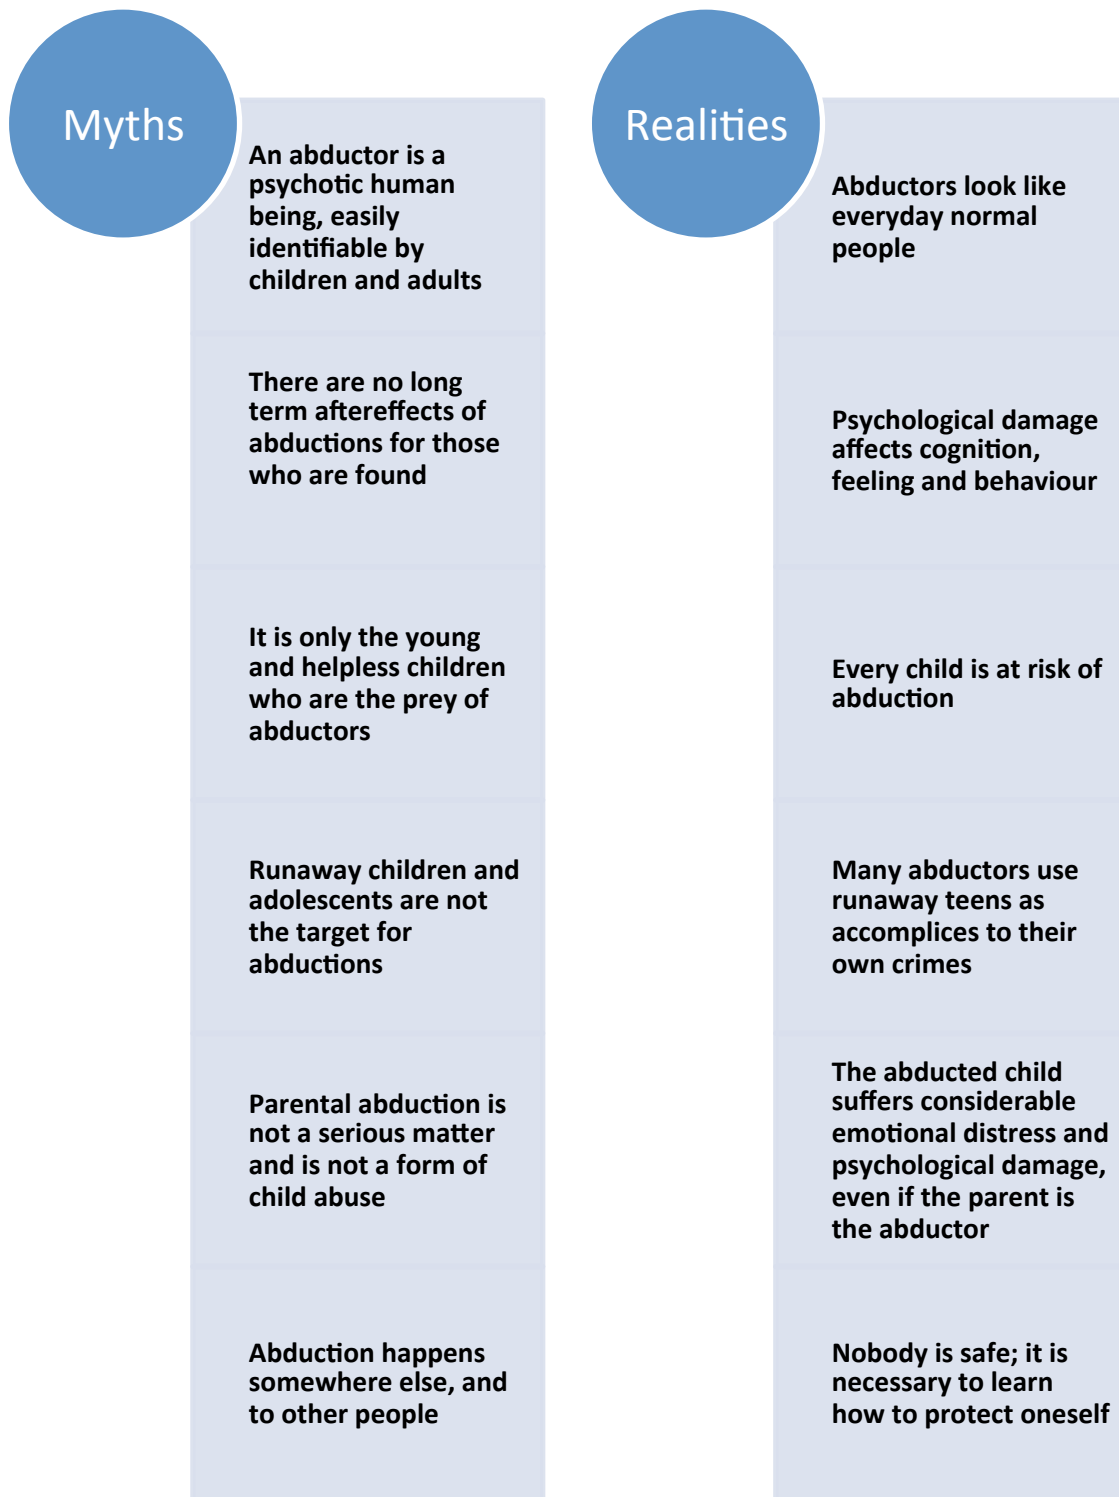 Myths
An abductor is a
psychotic human
being, easily
identifiable by
children and adults
There are no long
term aftereffects of
abductions for those
who are found
It is only the young
and helpless children
who are the prey of
abductors
Runaway children and
adolescents are not
the target for
abductions
Parental abduction is
not a serious matter
and is not a form of
child abuse
Abduction happens
somewhere else, and
to other people
Realities
Abductors look like
everyday normal
people
Psychological damage
affects cognition,
feeling and behaviour
Every child is at risk of
abduction
Many abductors use
runaway teens as
accomplices to their
own crimes
The abducted child
suffers considerable
emotional distress and
psychological damage,
even if the parent is
the abductor
Nobody is safe; it is
necessary to learn
how to protect oneself